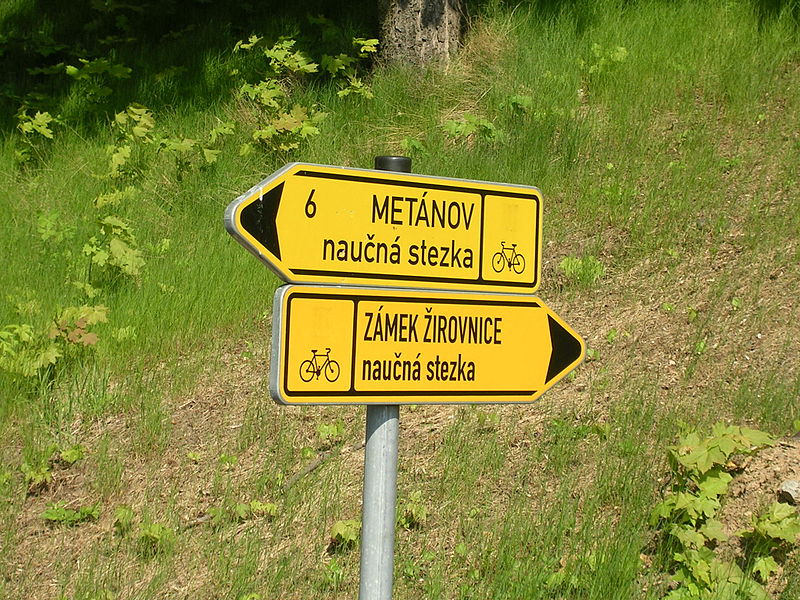 6 METÁNOV
naučná stezka
ZÁMEK ŽIROVNICE
naučná stezka